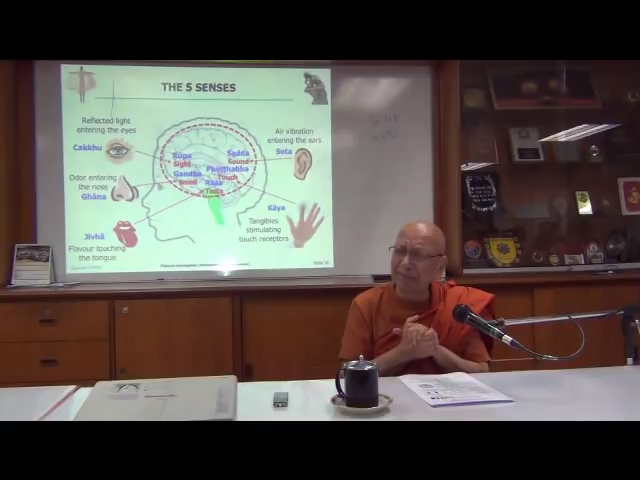 THE 5 SENSES
Reflected light
entering the eyes
Cakkhu
Air vibration
entering the ears
Sota
Rūpa
Sight
Sadda
Sound
Phoṭṭhabba
Touch
Gandha
Smell
Rasa
Taste
Odor entering
the nose
Ghāna
Kāya
Tangibles
stimulating
touch receptors
Jivhā
Flavour touching
the tongue